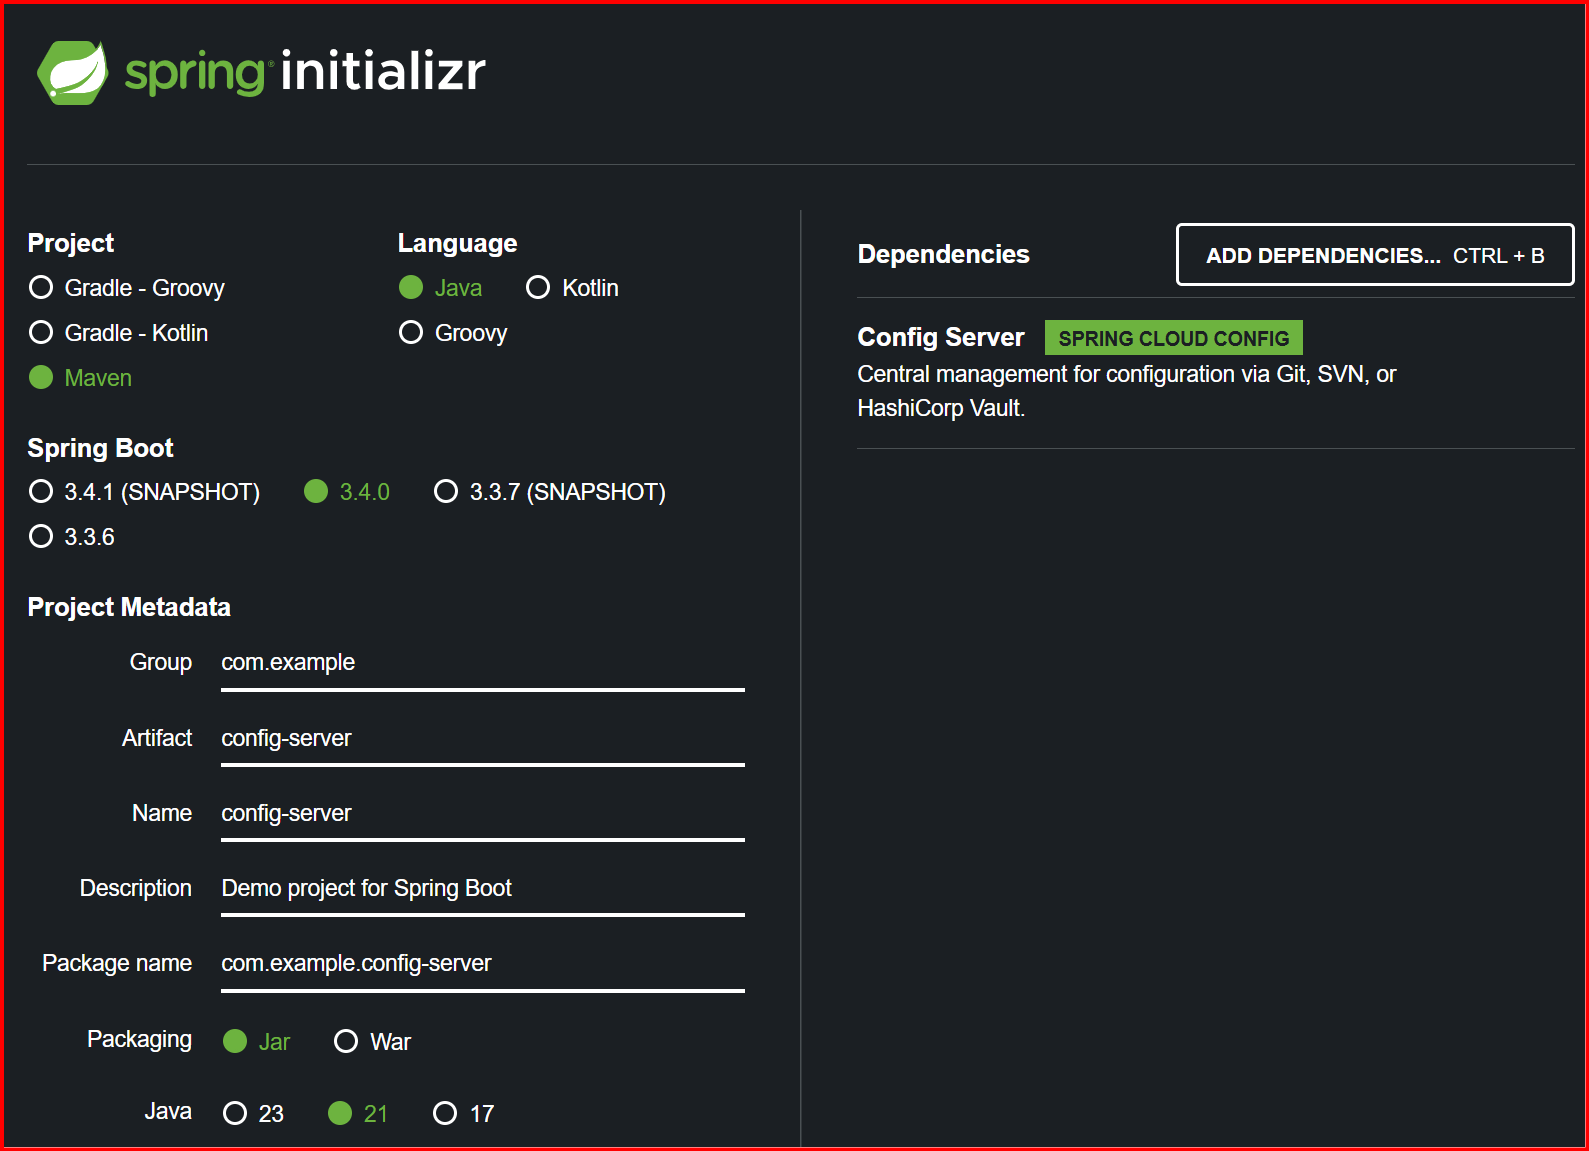 spring® initializr
Project
Gradle - Groovy
Gradle - Kotlin
Maven
Language
Java Kotlin
Groovy
Spring Boot
3.4.1 (SNAPSHOT) 3.4.0 3.3.7 (SNAPSHOT)
3.3.6
Project Metadata
Group com.example
Artifact config-server
Name config-server
Description Demo project for Spring Boot
Package name com.example.config-server
Packaging Jar War
Java 23 21 17
Dependencies ADD DEPENDENCIES... CTRL + B
Config Server SPRING CLOUD CONFIG
Central management for configuration via Git, SVN, or
HashiCorp Vault.